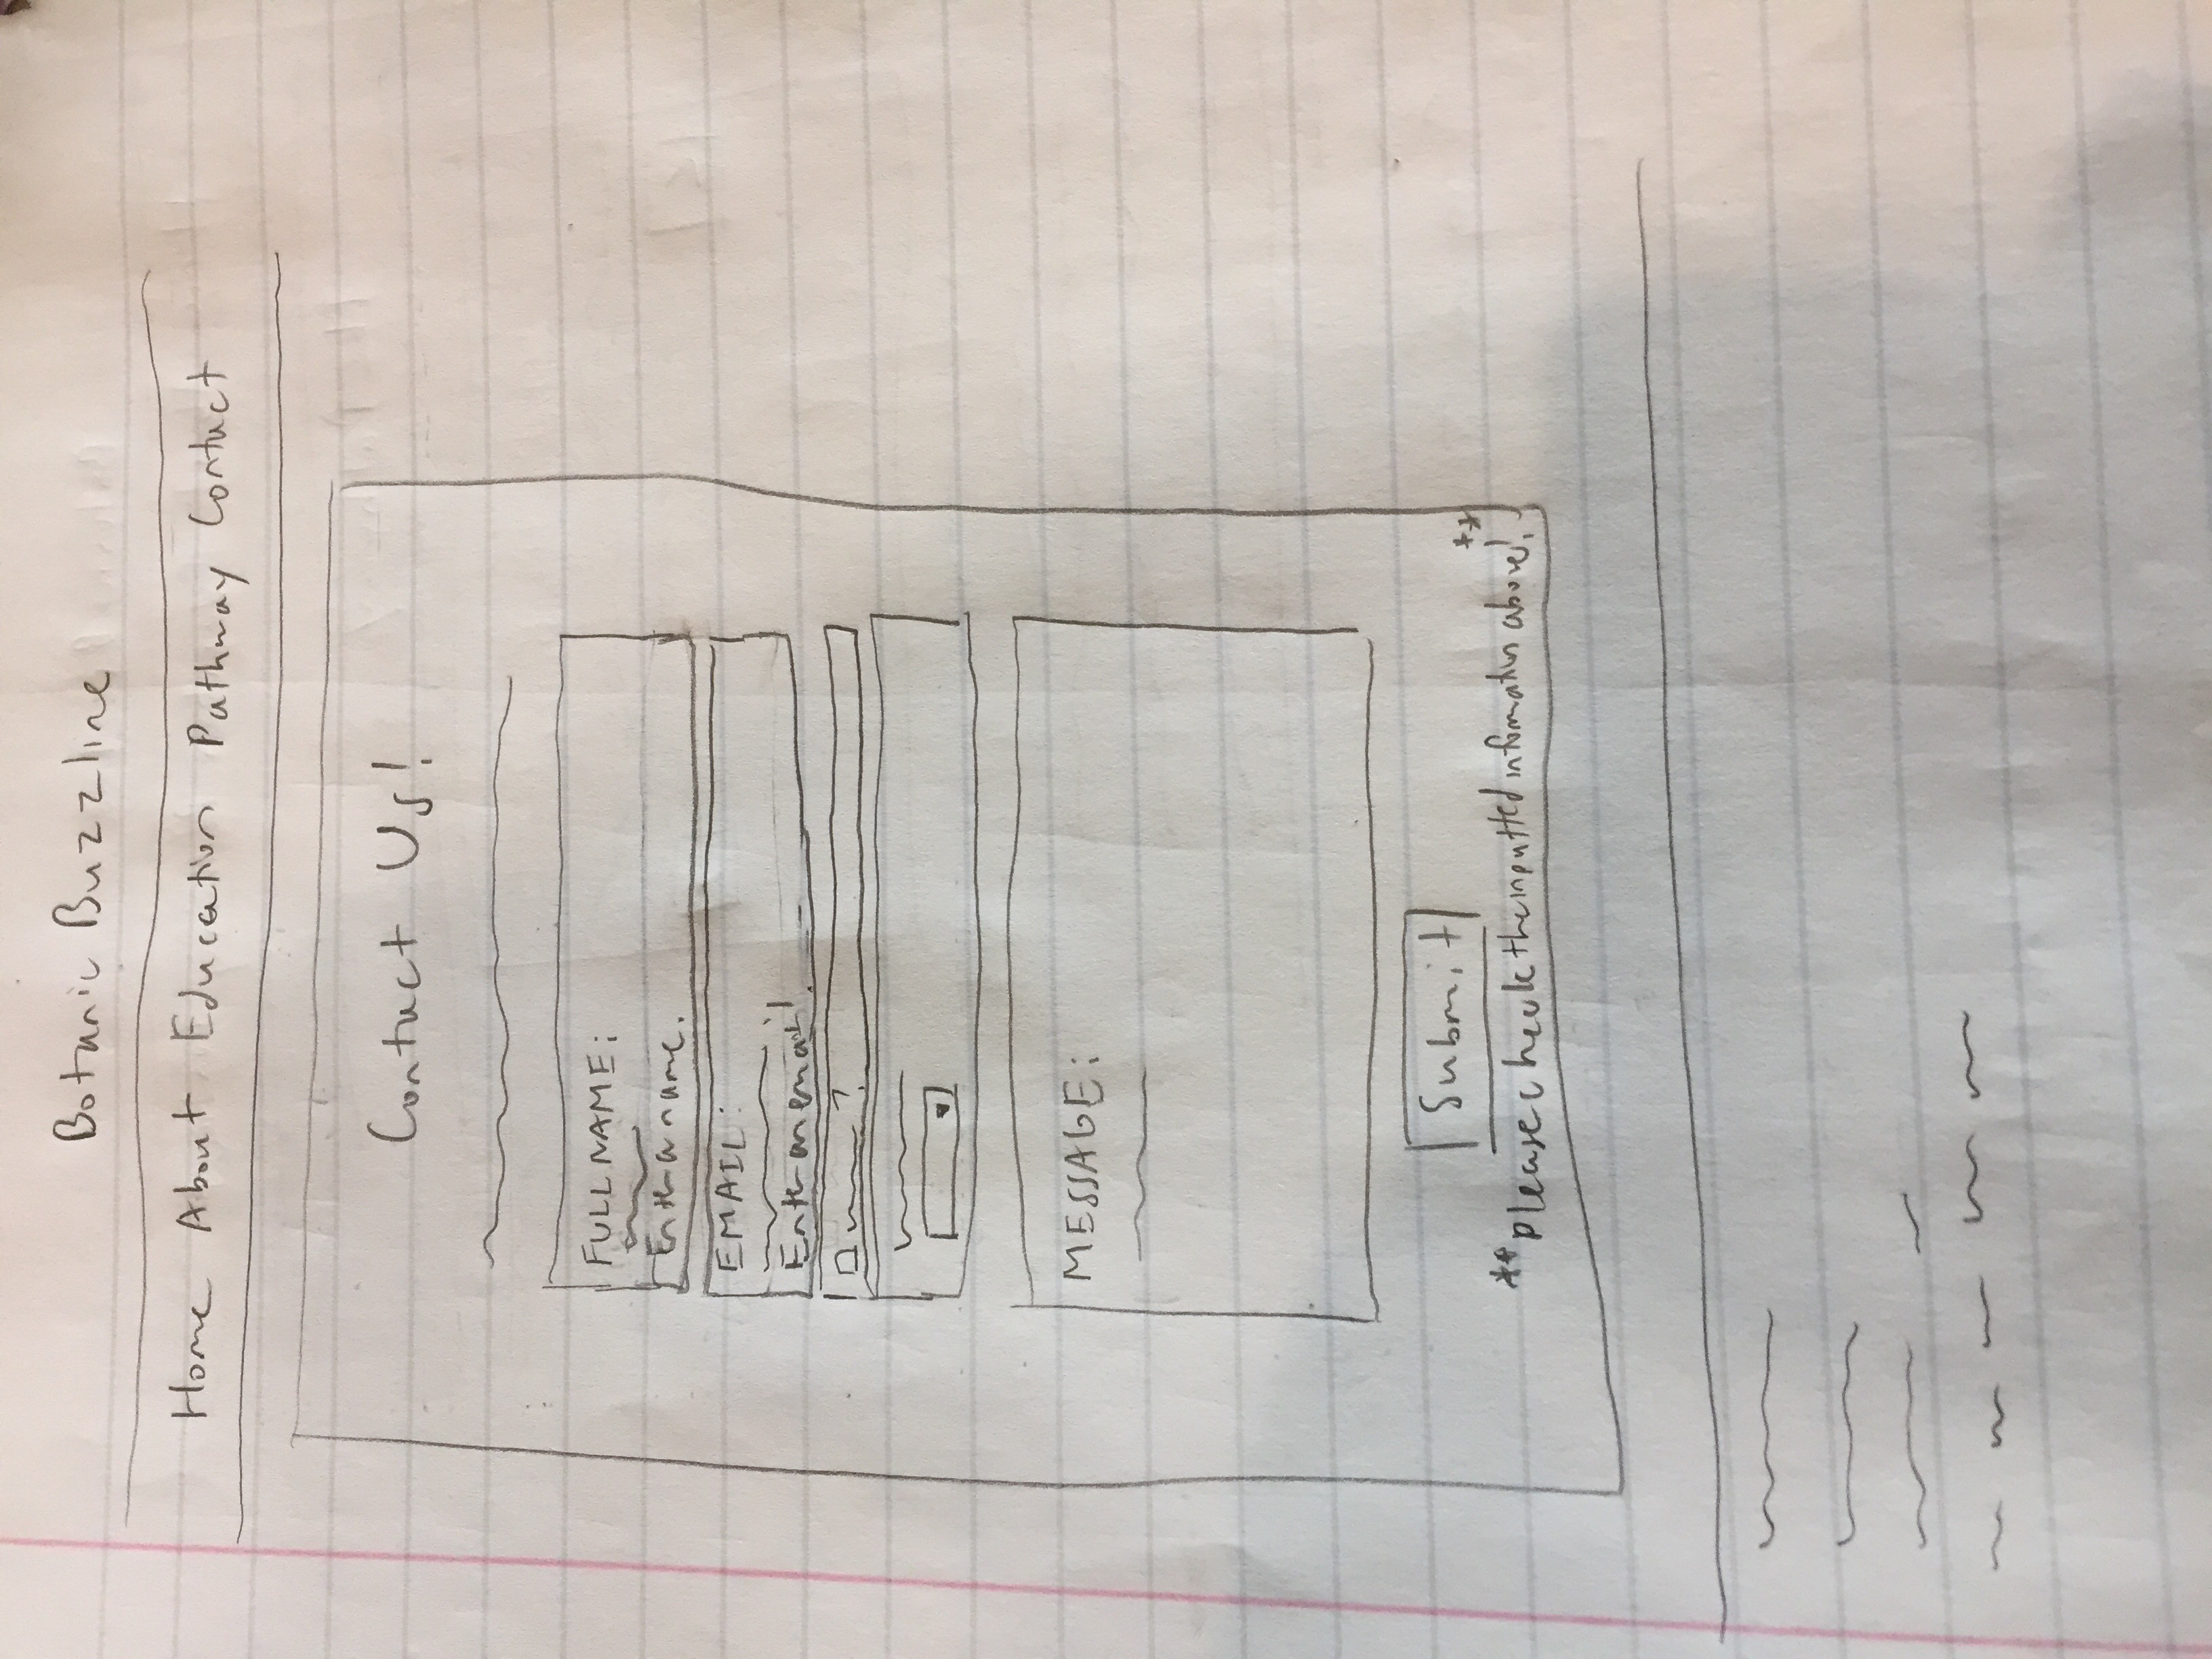 Botanic Buzzline
Home About Education Pathway Contact
Contact Us!
FULL NAME:
Enter a name.
EMAIL:
Enter an email!
MESSAGE:
Submit
**please check the inputted information above!**